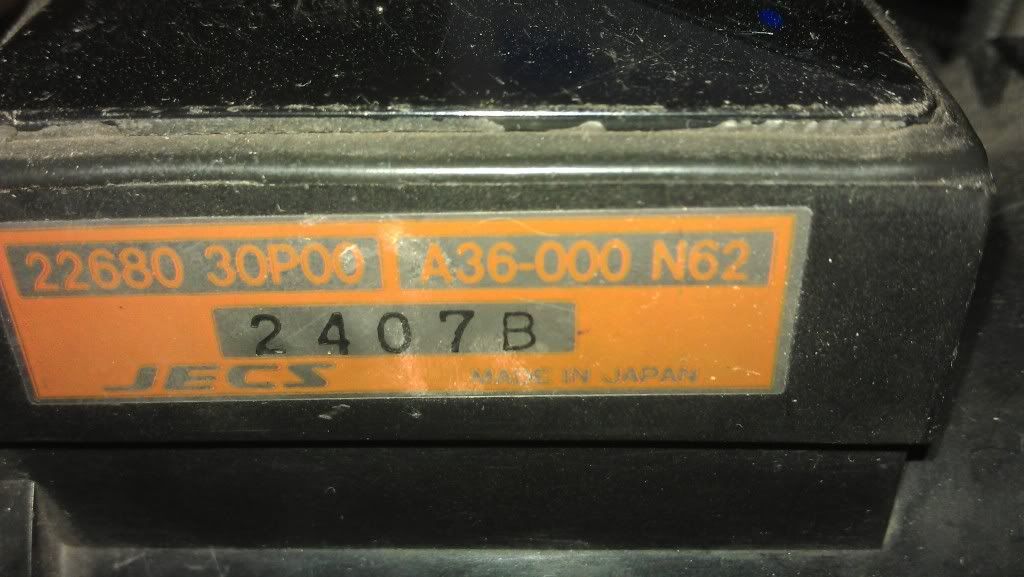 22680 30P00 A36-000 N62
2407B
JECS MADE IN JAPAN